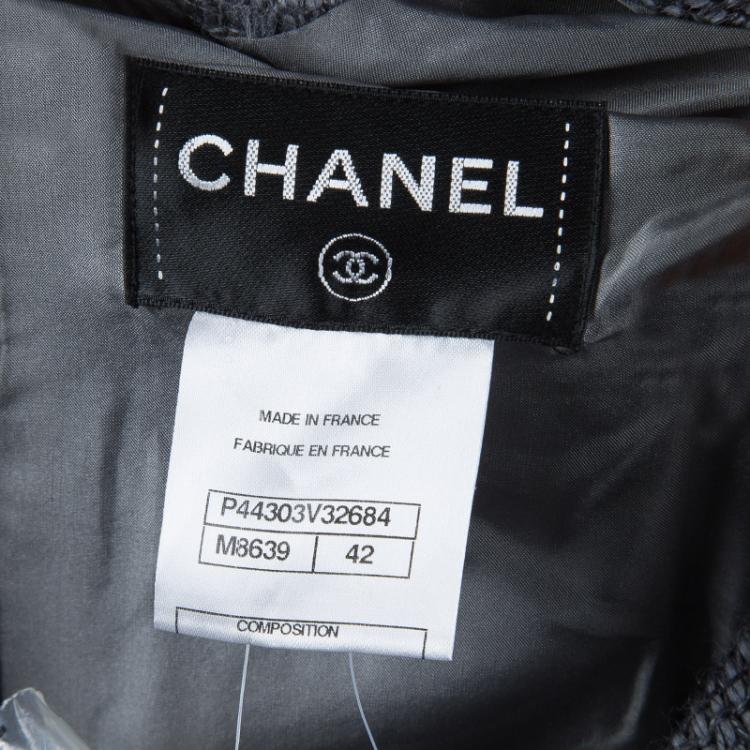 CHANEL
MADE IN FRANCE
FABRIQUE EN FRANCE
P44303V32684
M8639 42
COMPOSITION